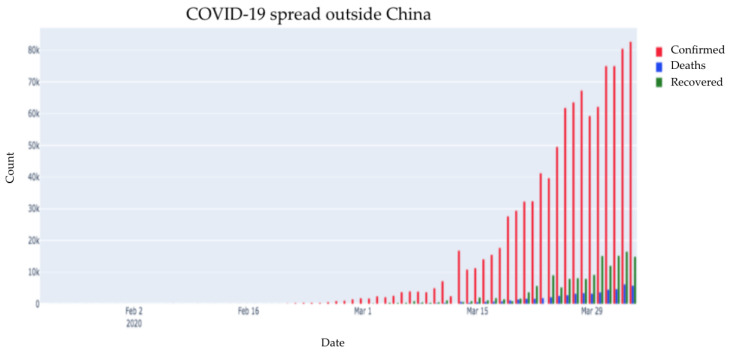 COVID-19 spread outside China
Confirmed
Deaths
Recovered
80k
70k
60k
50k
40k
30k
20k
10k
0
Count
Feb 2
2020
Feb 16
Mar 1
Mar 15
Mar 29
Date